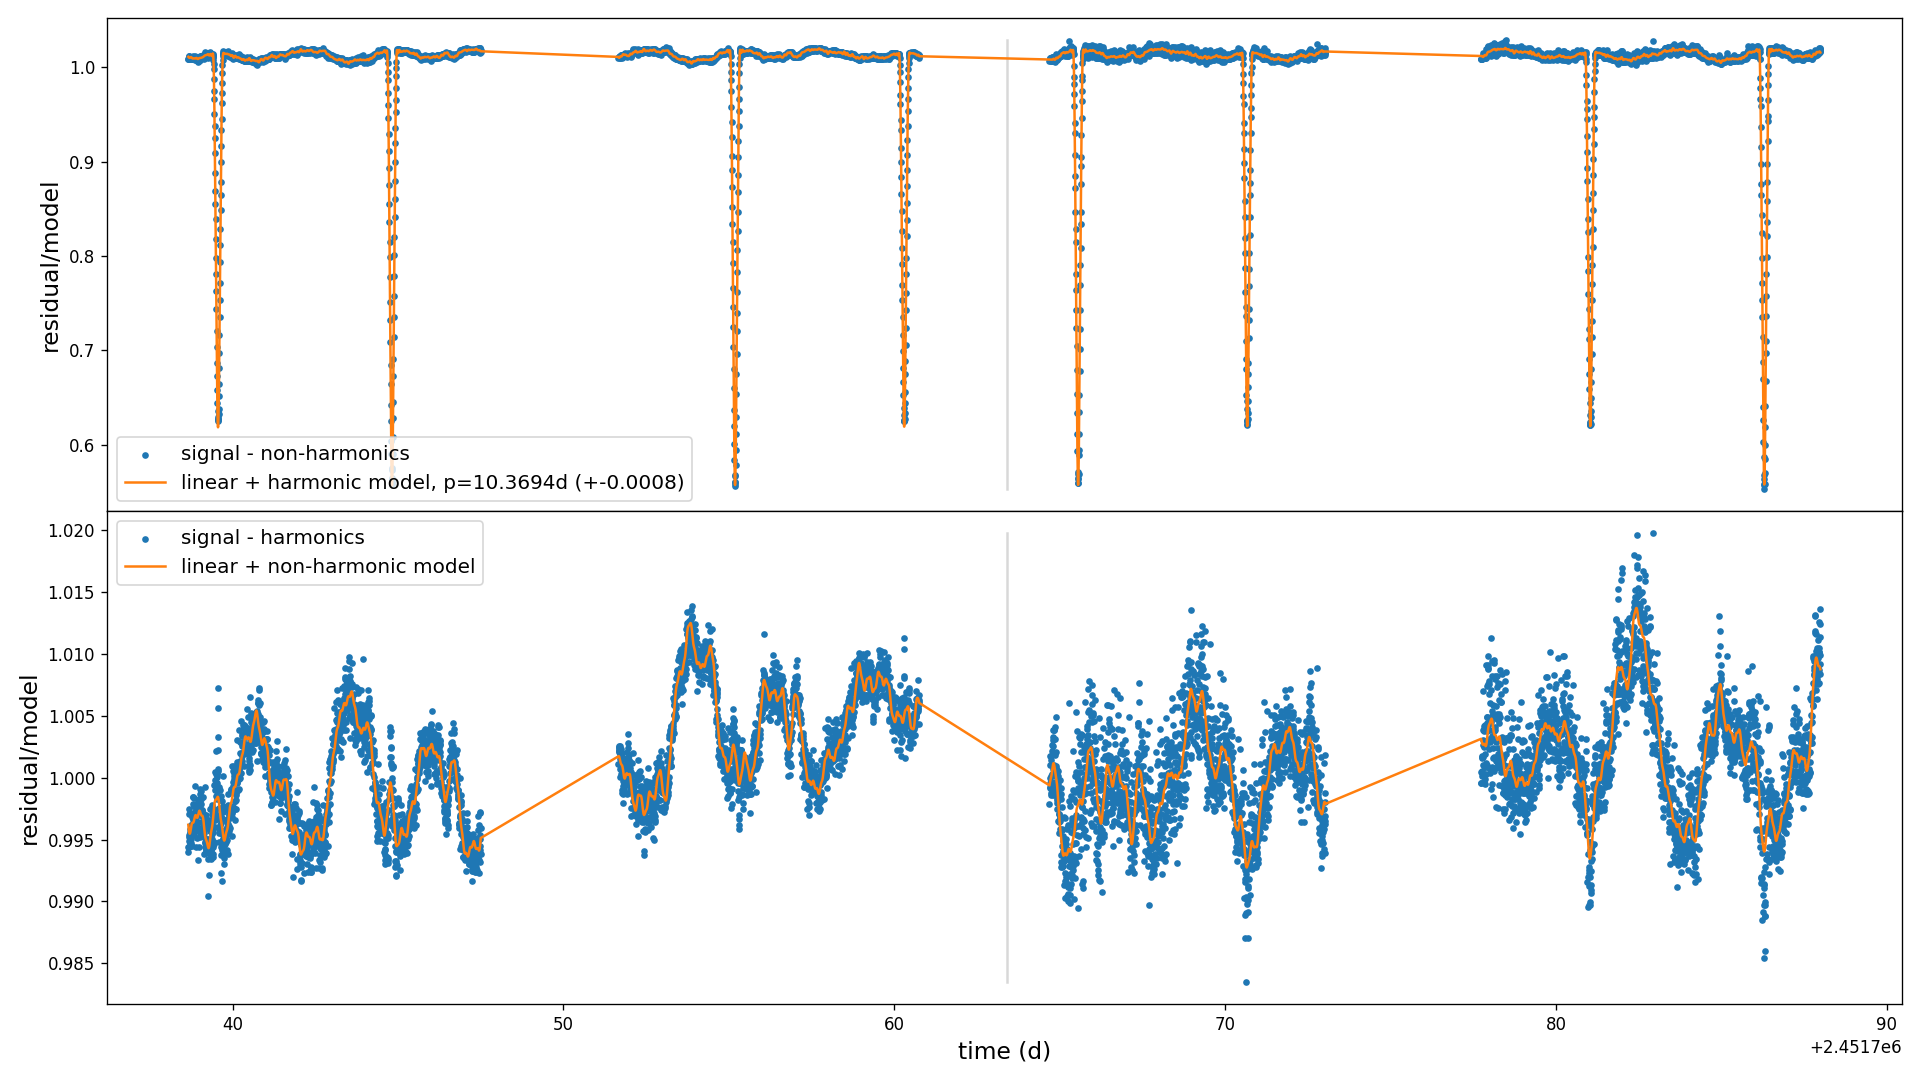 1.0
0.9
0.8
0.7
0.6
residual/model
signal - non-harmonics
linear + harmonic model, p=10.3694d (+-0.0008)
1.020
1.015
1.010
1.005
1.000
0.995
0.990
0.985
residual/model
signal - harmonics
linear + non-harmonic model
40 50 60 70 80 90
time (d)
+2.4517e6